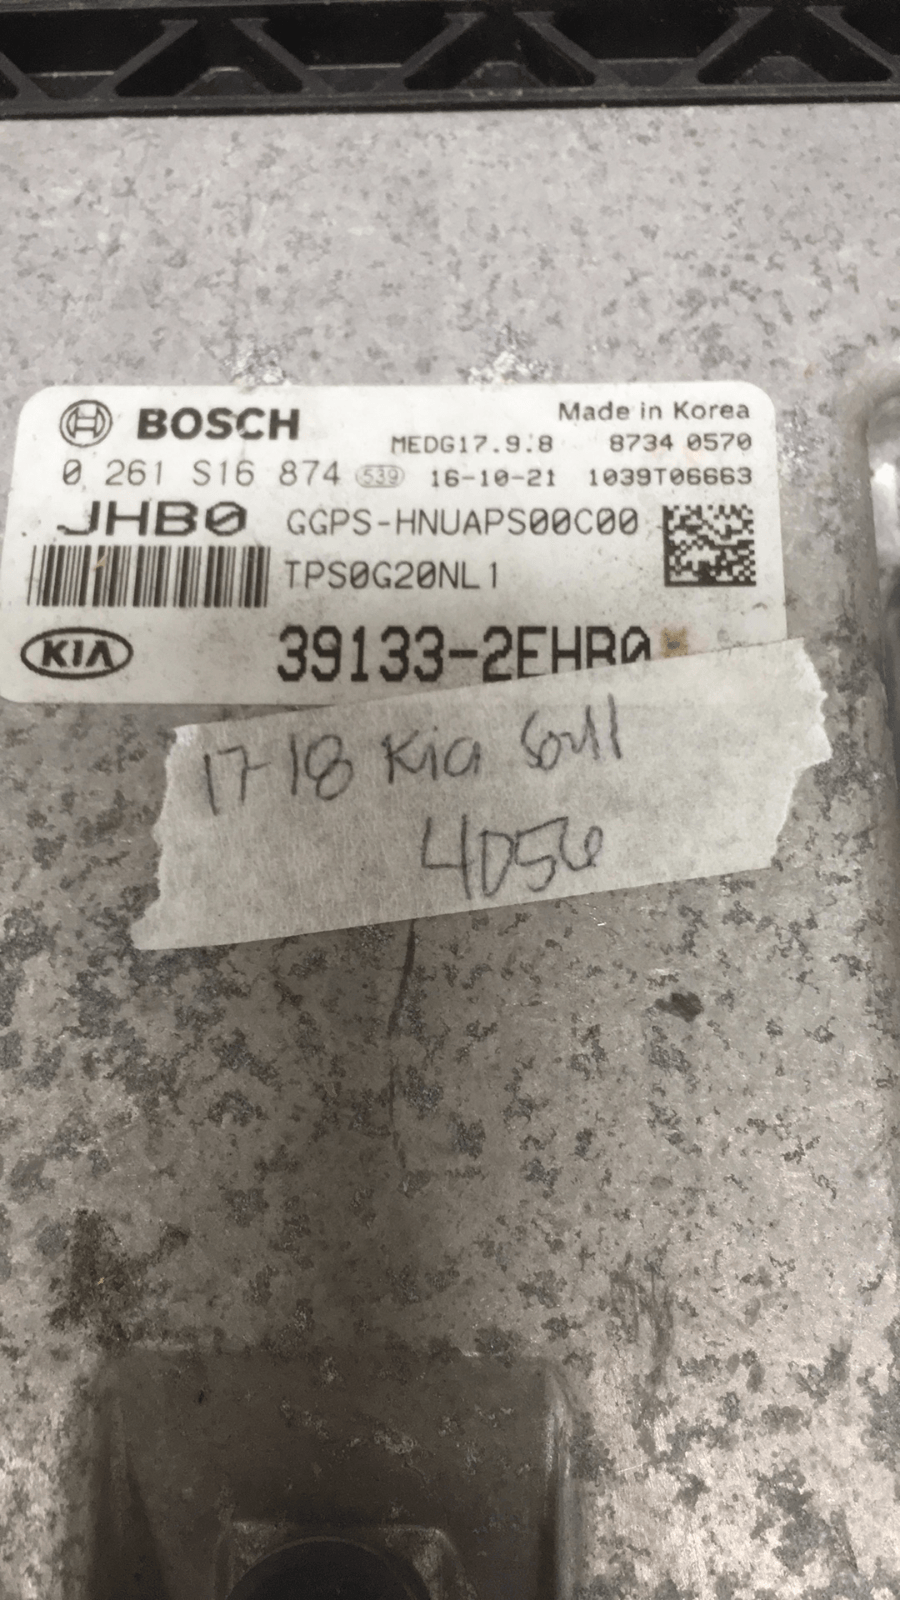 BOSCH
Made in Korea
MEDG17.9.8 8734 0570
0 261 S16 874 539 16-10-21 1039T06663
JHB0 GGPS-HNUAPS00C00
TPS0G20NL1
KIA 39133-2EHB0
17-18 Kia Soul
4056